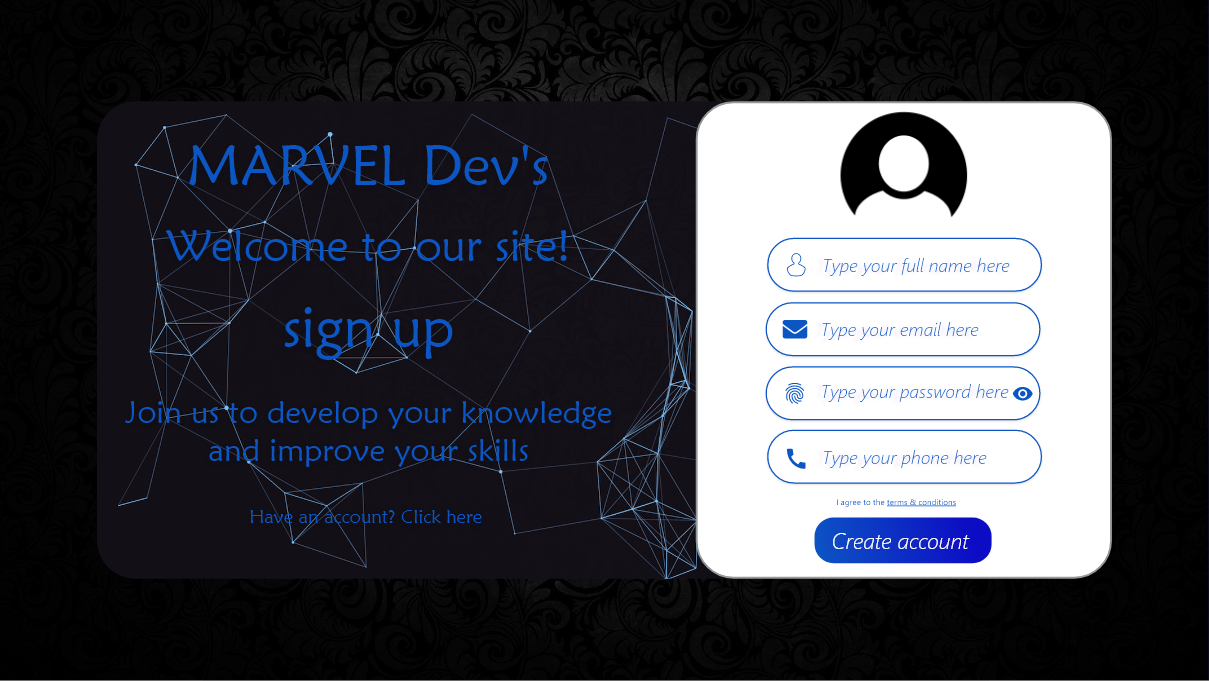 MARVEL Dev's
Welcome to our site!
sign up
Join us to develop your knowledge
and improve your skills
Have an account? Click here
Type your full name here
Type your email here
Type your password here
Type your phone here
I agree to the terms & conditions
Create account